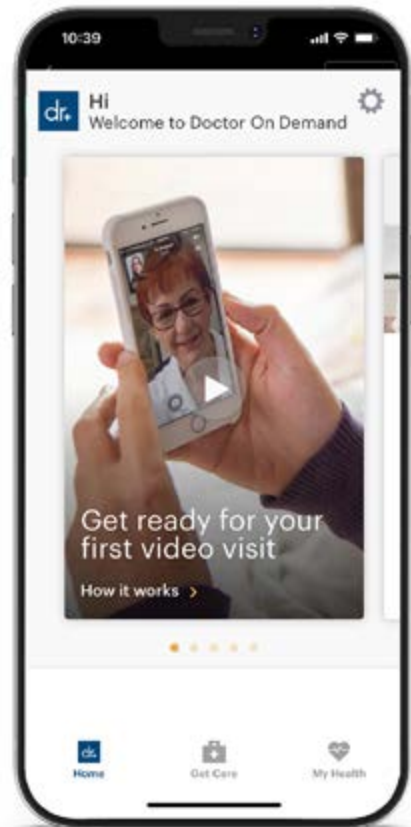 10:39
dr+
Hi
Welcome to Doctor On Demand
Get ready for your
first video visit
How it works >
dr+
Home
Get Care
My Health